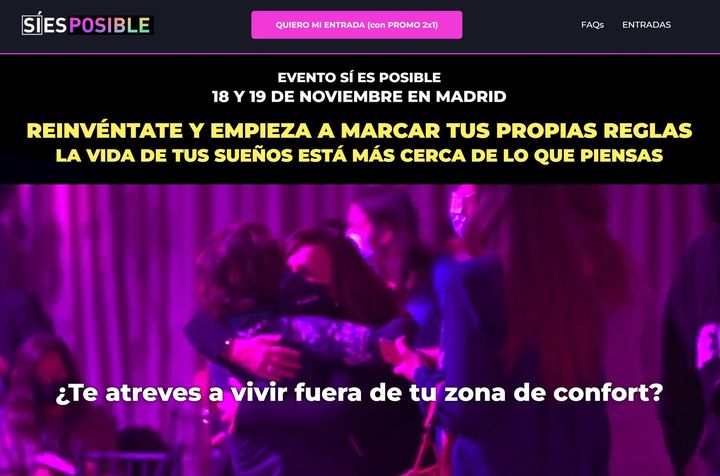 SÍESPOSIBLE
QUIERO MI ENTRADA (con PROMO 2x1)
FAQs
ENTRADAS
EVENTO SÍ ES POSIBLE
18 Y 19 DE NOVIEMBRE EN MADRID
REINVÉNTATE Y EMPIEZA A MARCAR TUS PROPIAS REGLAS
LA VIDA DE TUS SUEÑOS ESTÁ MÁS CERCA DE LO QUE PIENSAS
¿Te atreves a vivir fuera de tu zona de confort?